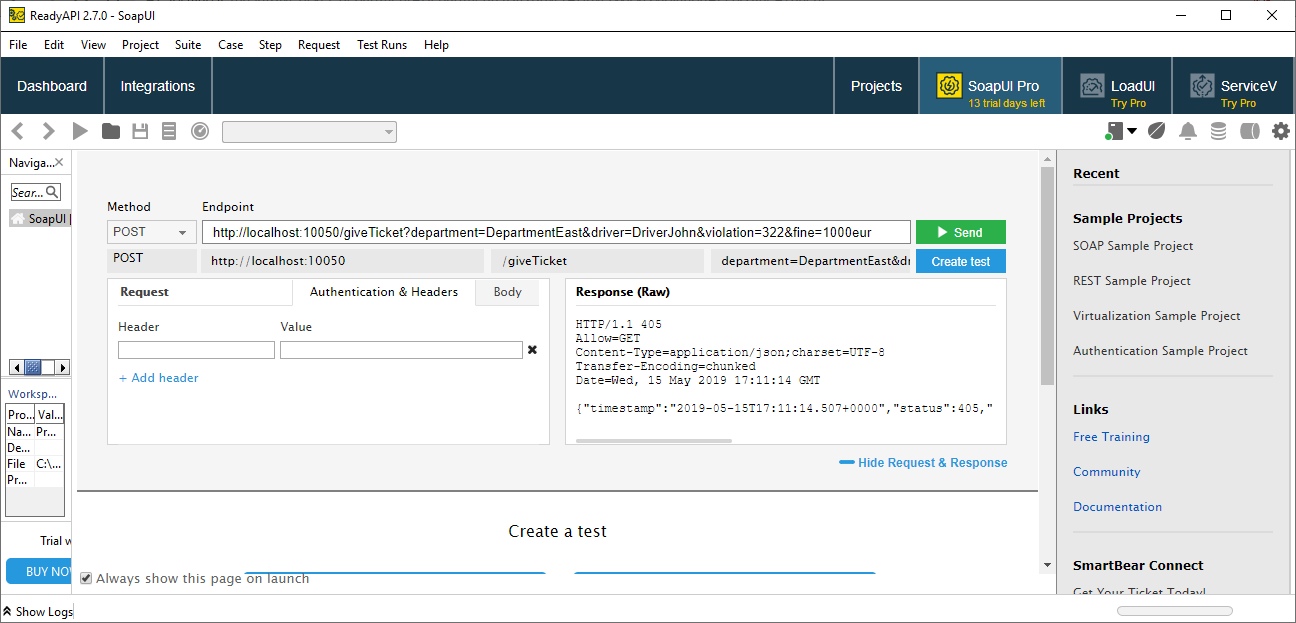 ReadyAPI 2.7.0 - SoapUI
File Edit View Project Suite Case Step Request Test Runs Help
Dashboard Integrations Projects SoapUI Pro LoadUI ServiceV
13 trial days left Try Pro Try Pro
Naviga...
Sear...
SoapUI
Worksp...
Pro... Val...
Na... Pr...
De...
File C:\...
Pr...
Trial w
BUY NO
Method Endpoint
POST http://localhost:10050/giveTicket?department=DepartmentEast&driver=DriverJohn&violation=322&fine=1000eur Send
POST http://localhost:10050 /giveTicket department=DepartmentEast&dr Create test
Request Authentication & Headers Body
Header Value
+ Add header
Response (Raw)
HTTP/1.1 405
Allow=GET
Content-Type=application/json;charset=UTF-8
Transfer-Encoding=chunked
Date=Wed, 15 May 2019 17:11:14 GMT
{"timestamp":"2019-05-15T17:11:14.507+0000","status":405,"
Hide Request & Response
Create a test
Always show this page on launch
Recent
Sample Projects
SOAP Sample Project
REST Sample Project
Virtualization Sample Project
Authentication Sample Project
Links
Free Training
Community
Documentation
SmartBear Connect
Get Your Ticket Today!
Show Logs